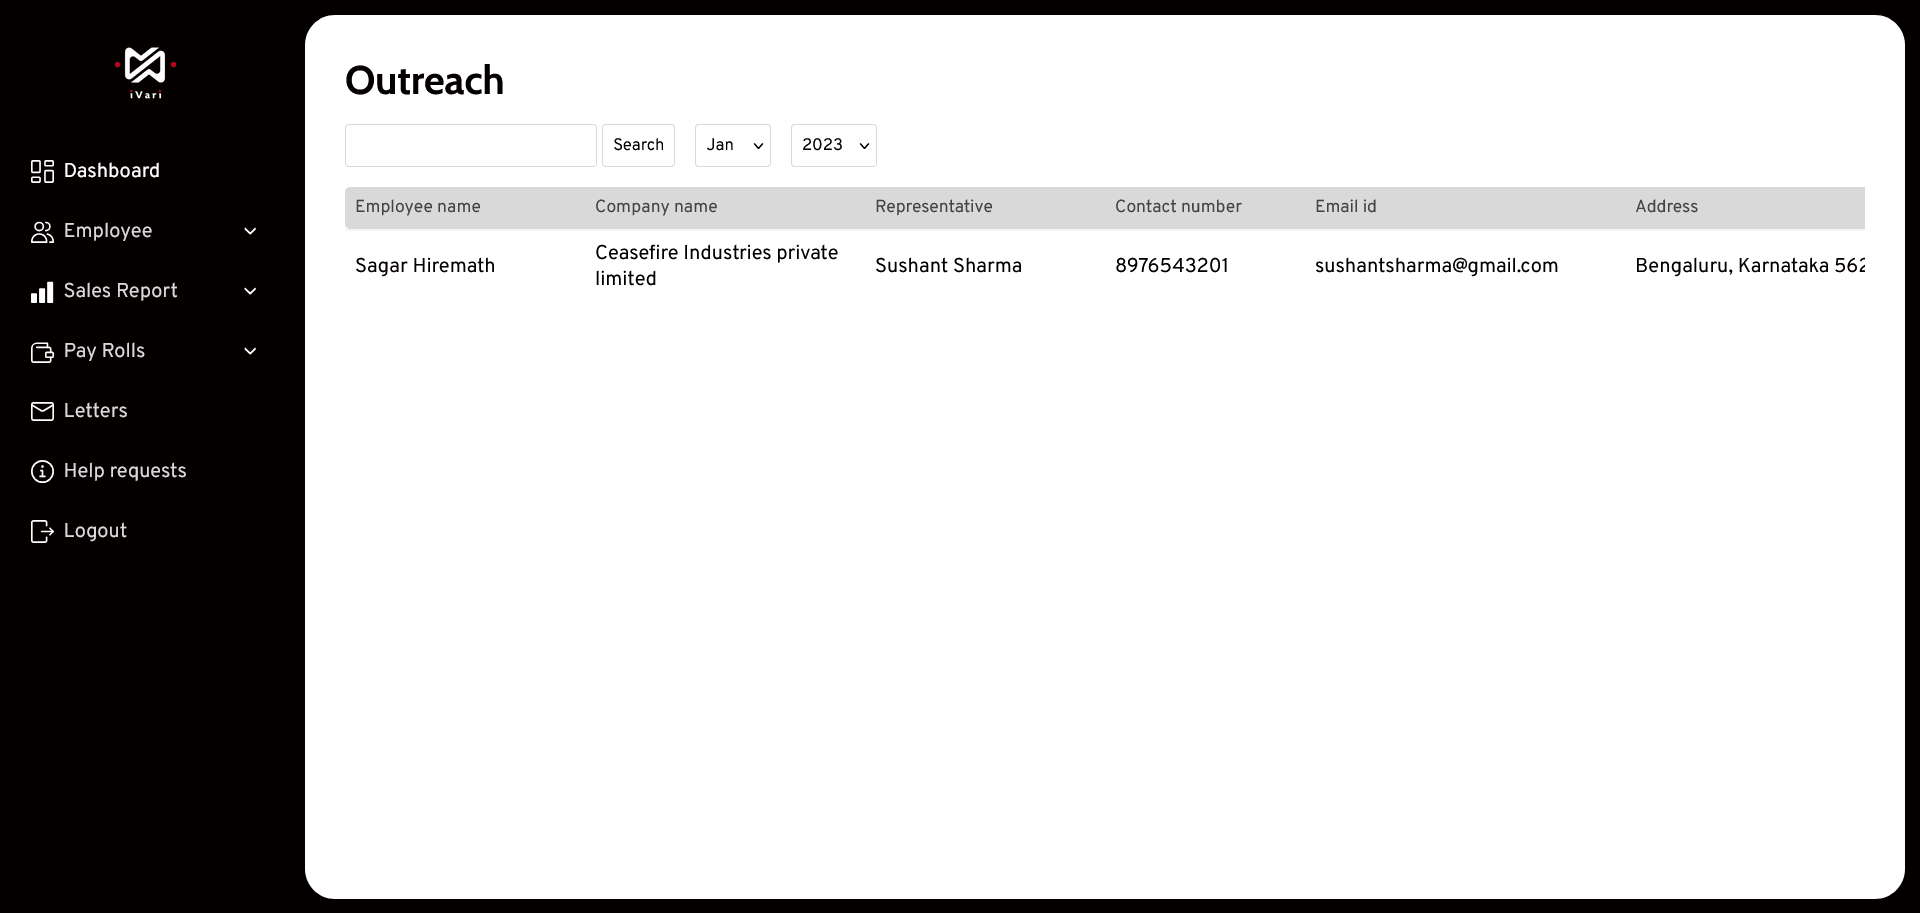 iVari
Dashboard
Employee
Sales Report
Pay Rolls
Letters
Help requests
Logout
Outreach
Search Jan 2023
Employee name Company name Representative Contact number Email id Address
Sagar Hiremath Ceasefire Industries private limited Sushant Sharma 8976543201 sushantsharma@gmail.com Bengaluru, Karnataka 562